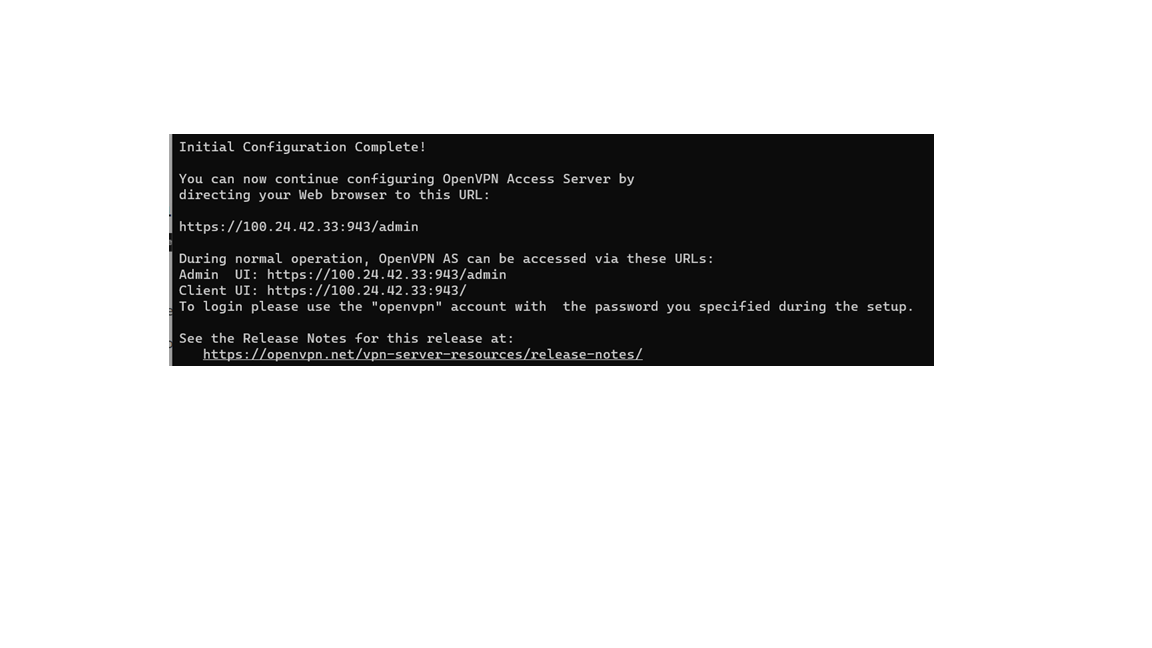 Initial Configuration Complete!
You can now continue configuring OpenVPN Access Server by
directing your Web browser to this URL:
https://100.24.42.33:943/admin
During normal operation, OpenVPN AS can be accessed via these URLs:
Admin  UI: https://100.24.42.33:943/admin
Client UI: https://100.24.42.33:943/
To login please use the "openvpn" account with  the password you specified during the setup.
See the Release Notes for this release at:
https://openvpn.net/vpn-server-resources/release-notes/